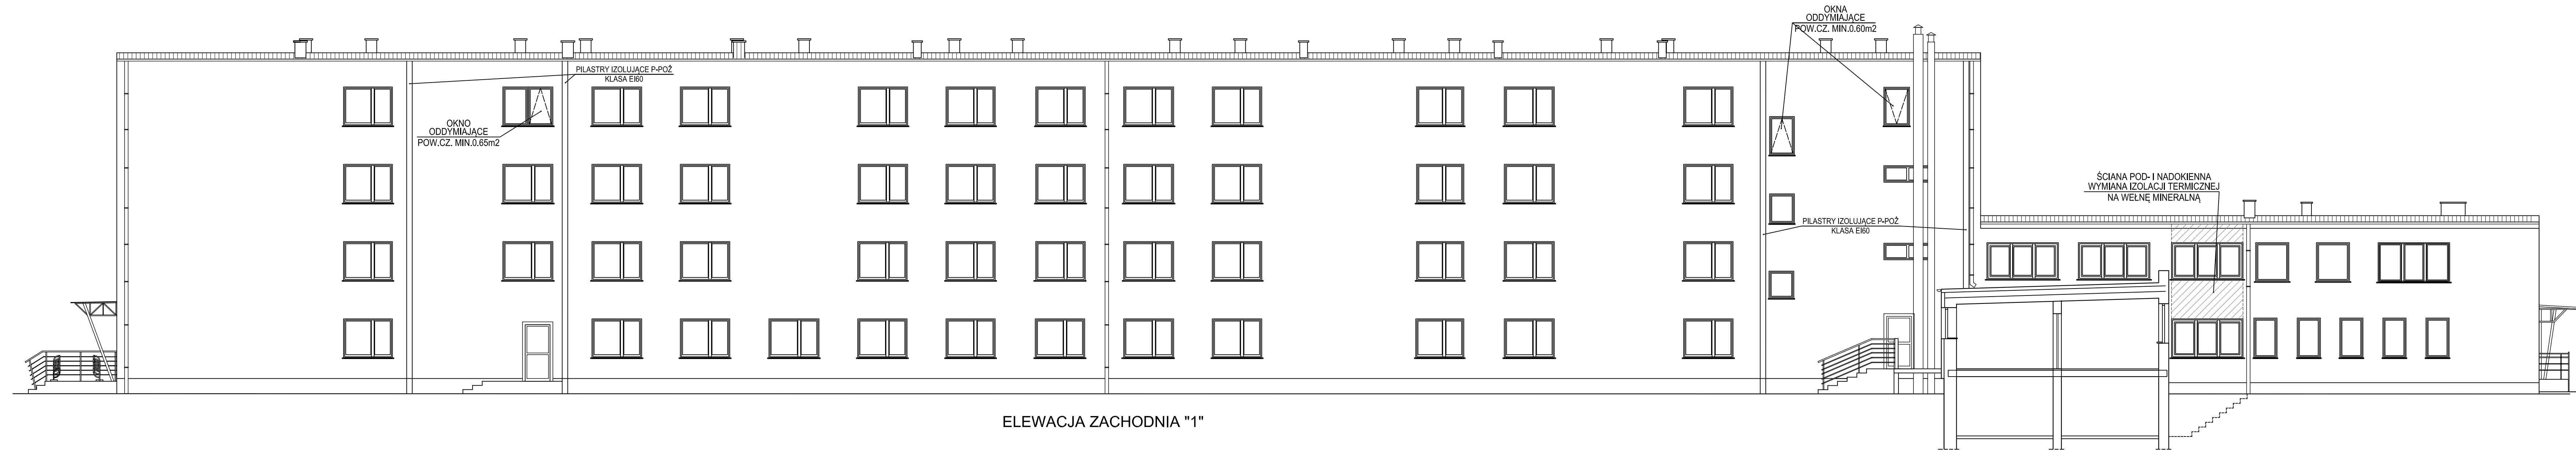 OKNA
ODDYMIAJĄCE
POW.CZ. MIN.0.60m2
PILASTRY IZOLUJĄCE P-POŻ
KLASA EI60
OKNO
ODDYMIAJĄCE
POW.CZ. MIN.0.65m2
ŚCIANA POD- I NADOKIENNA
WYMIANA IZOLACJI TERMICZNEJ
NA WEŁNĘ MINERALNĄ
PILASTRY IZOLUJĄCE P-POŻ
KLASA EI60
ELEWACJA ZACHODNIA "1"